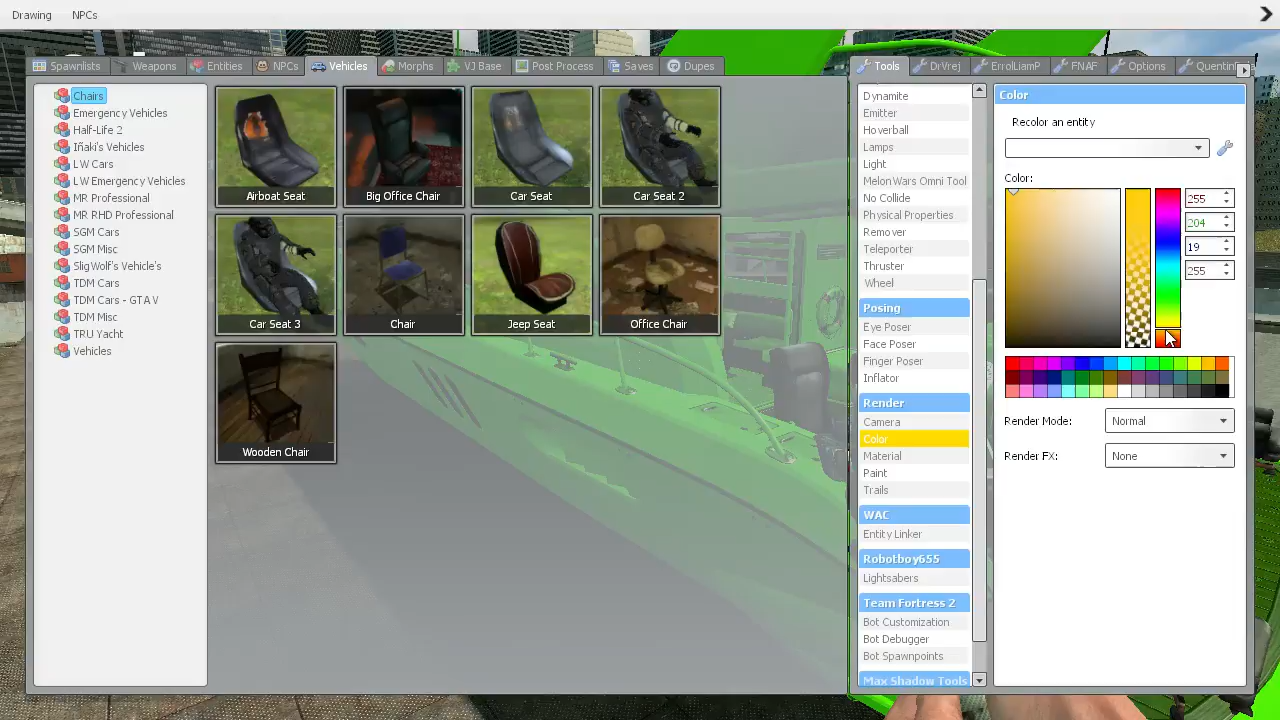 Drawing
NPCs
Spawnlists
Weapons
Entities
NPCs
Vehicles
Morphs
VJ Base
Post Process
Saves
Dupes
Tools
DrVrej
ErrolLiamP
FNAF
Options
Quentin
Chairs
Emergency Vehicles
Half-Life 2
Iñaki's Vehicles
LW Cars
LW Emergency Vehicles
MR Professional
MR RHD Professional
SGM Cars
SGM Misc
SligWolf's Vehicle's
TDM Cars
TDM Cars - GTA V
TDM Misc
TRU Yacht
Vehicles
Airboat Seat
Big Office Chair
Car Seat
Car Seat 2
Car Seat 3
Chair
Jeep Seat
Office Chair
Wooden Chair
Dynamite
Emitter
Hoverball
Lamps
Light
MelonWars Omni Tool
No Collide
Physical Properties
Remover
Teleporter
Thruster
Wheel
Posing
Eye Poser
Face Poser
Finger Poser
Inflator
Render
Camera
Color
Material
Paint
Trails
WAC
Entity Linker
Robotboy655
Lightsabers
Team Fortress 2
Bot Customization
Bot Debugger
Bot Spawnpoints
Max Shadow Tools
Color
Recolor an entity
Color:
255
204
19
255
Render Mode:
Normal
Render FX:
None